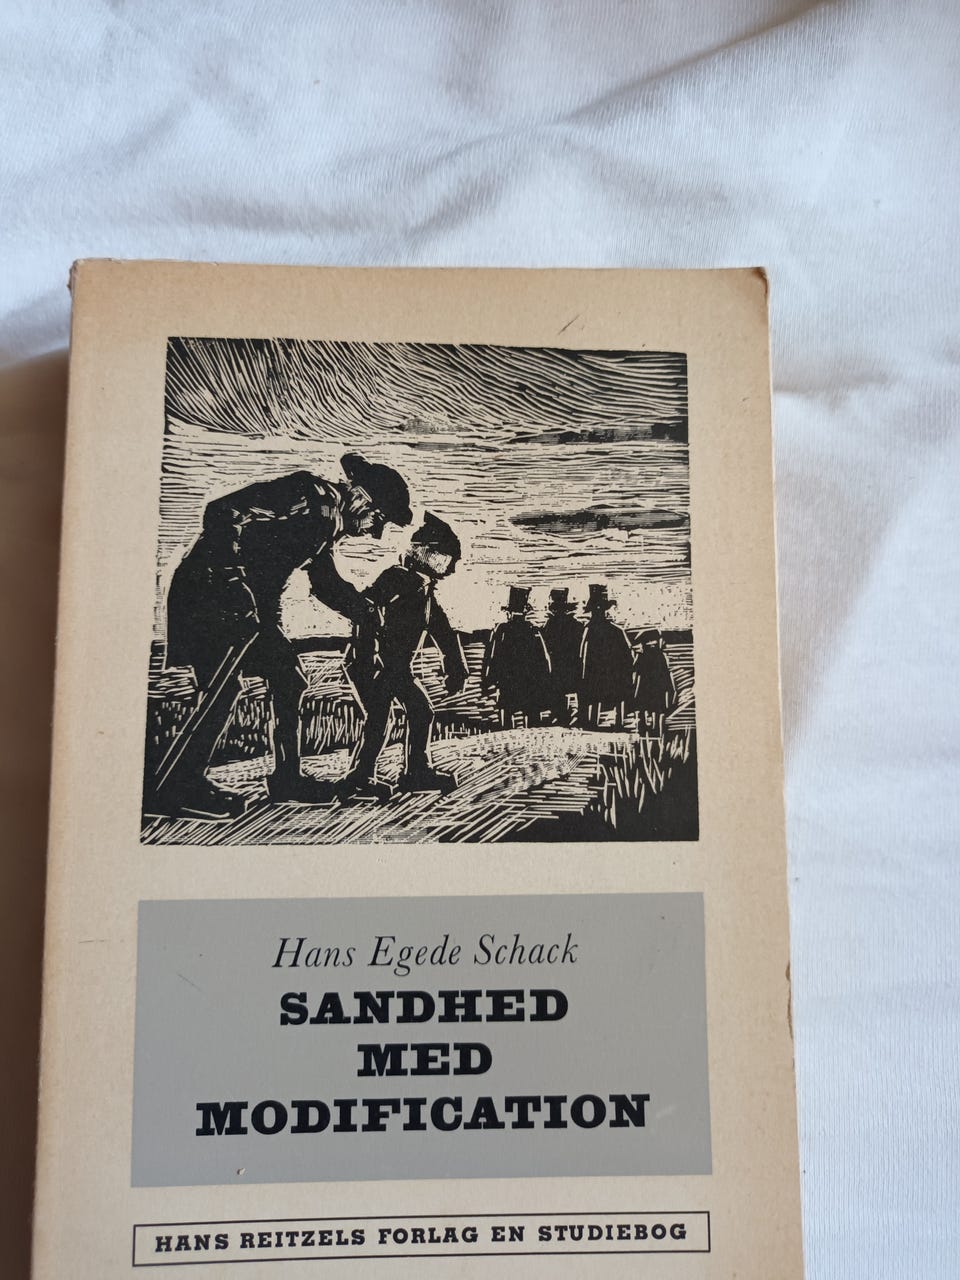 Hans Egede Schack
SANDHED
MED
MODIFICATION
HANS REITZELS FORLAG EN STUDIEBOG